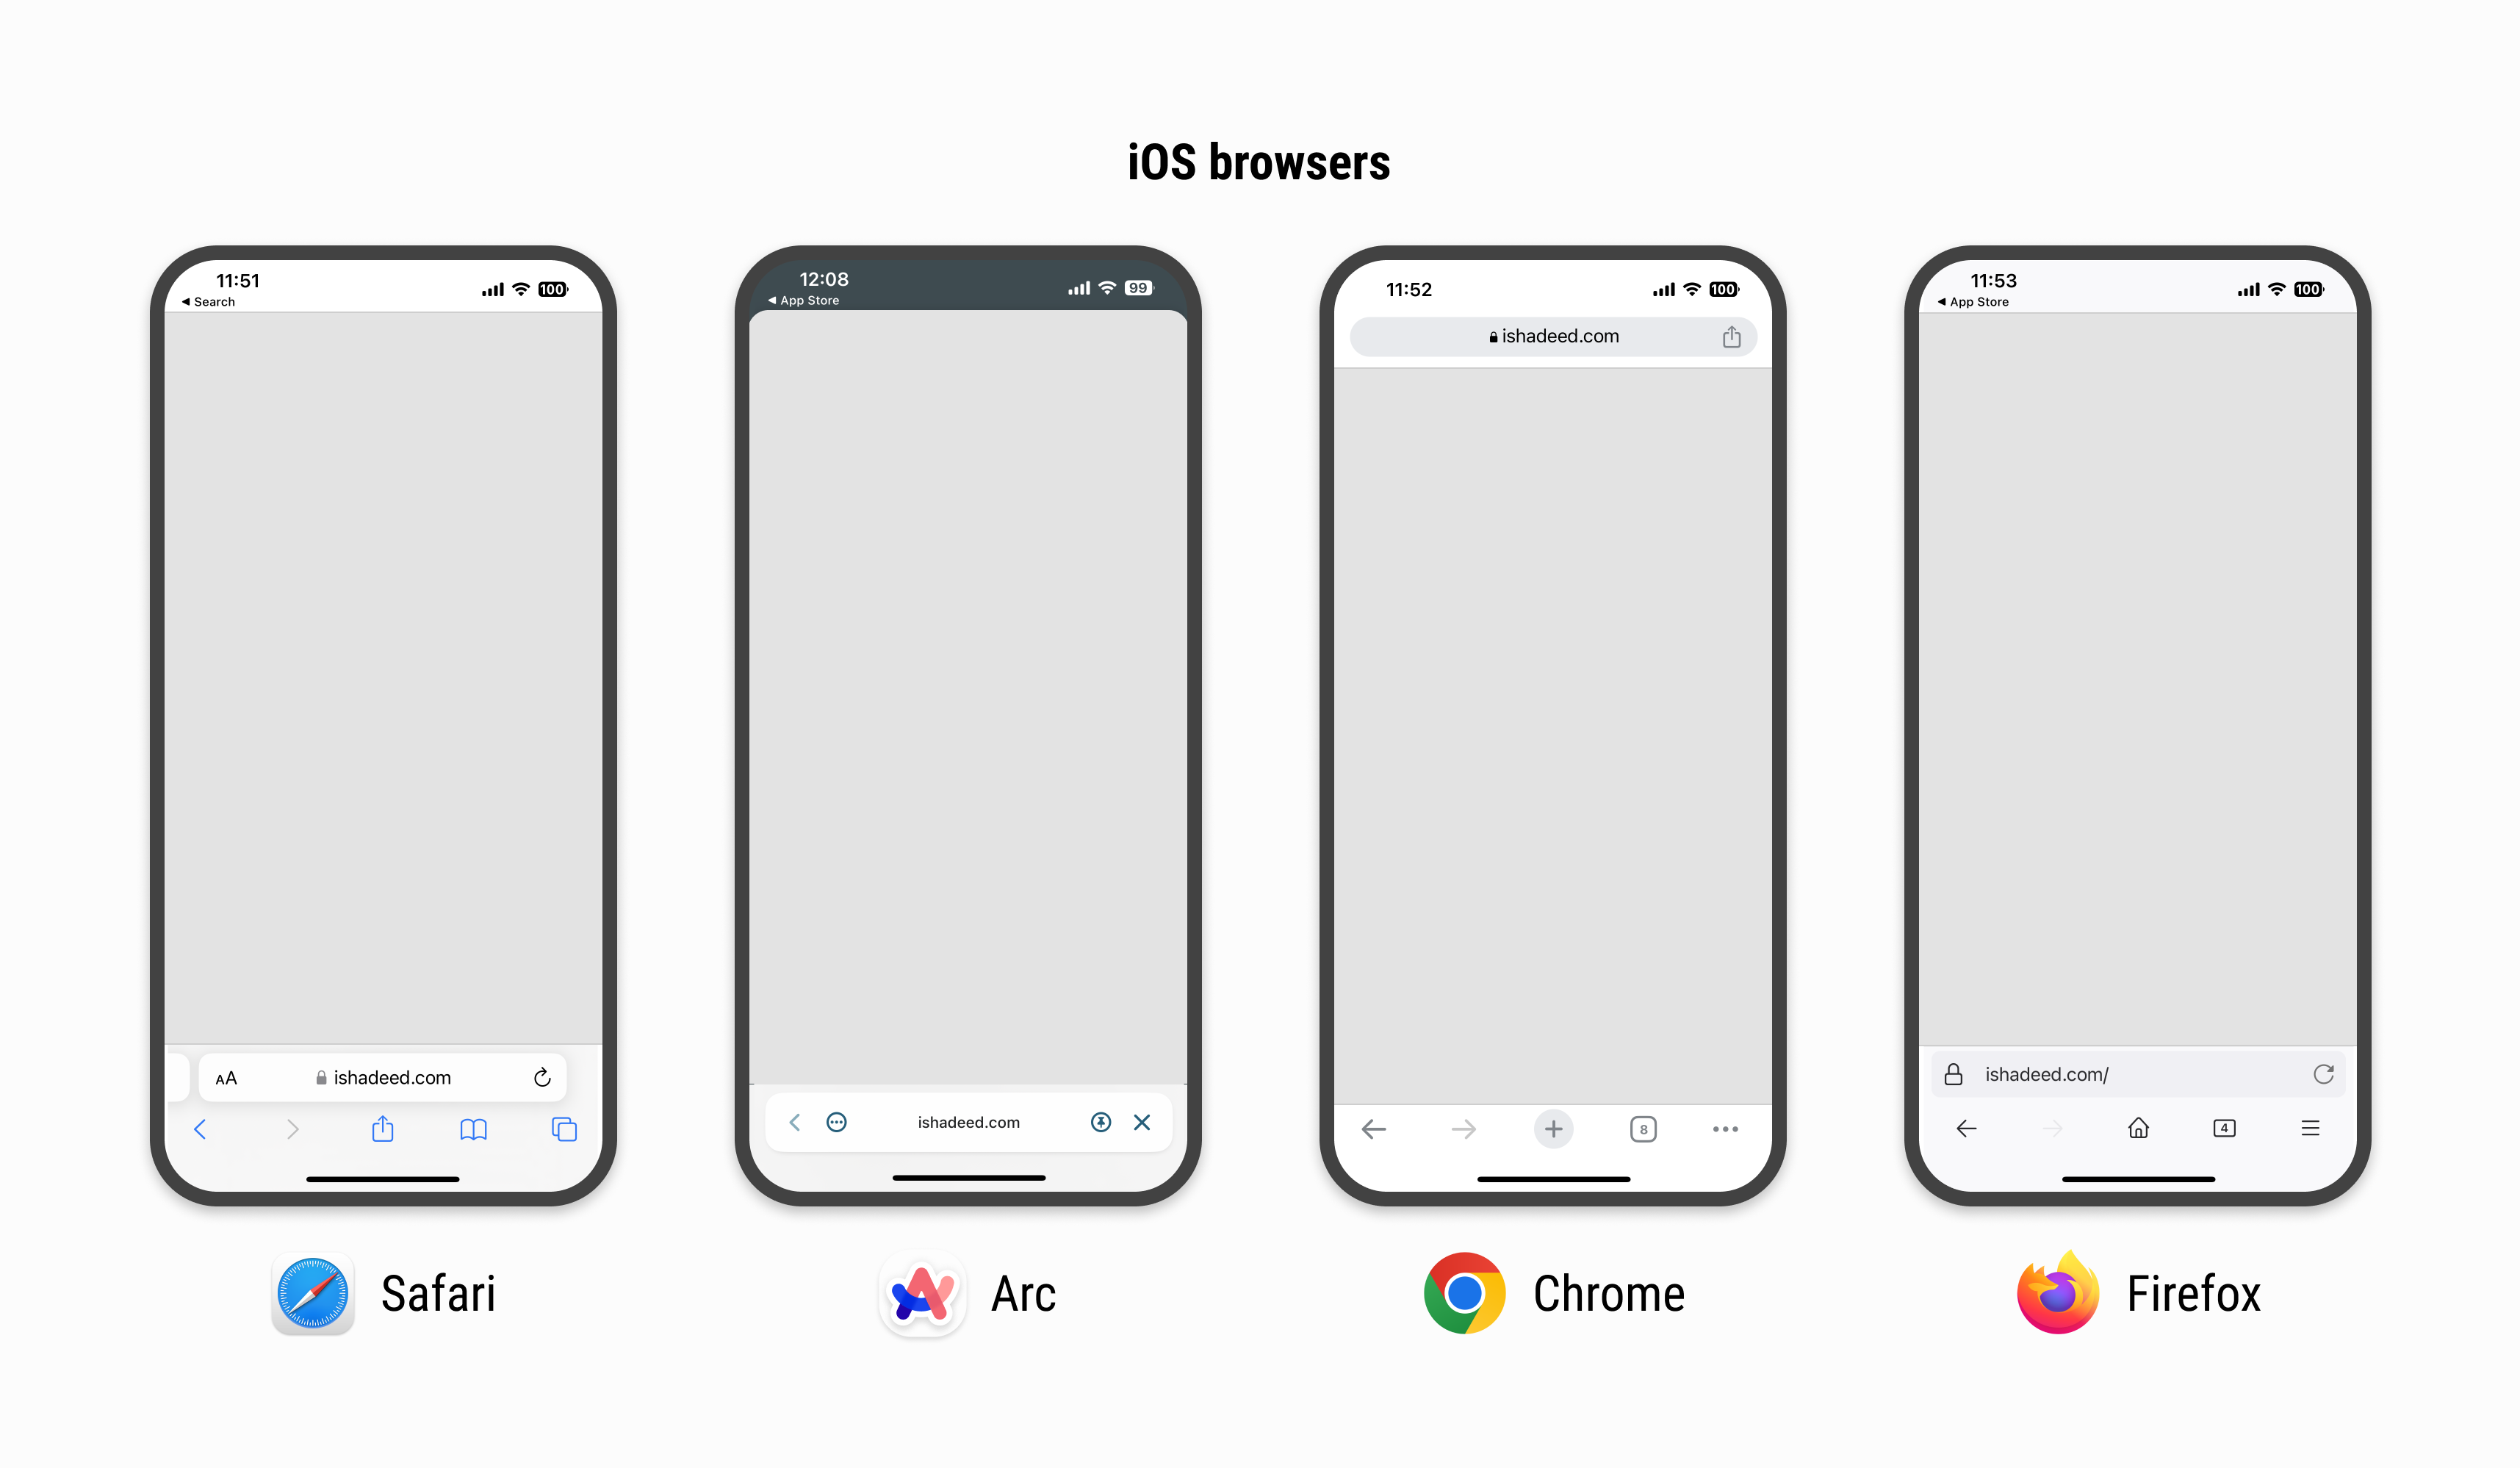 iOS browsers
11:51
100
◀ Search
AA
ishadeed.com
Safari
12:08
99
◀ App Store
ishadeed.com
Arc
11:52
100
ishadeed.com
8
Chrome
11:53
100
◀ App Store
ishadeed.com/
4
Firefox